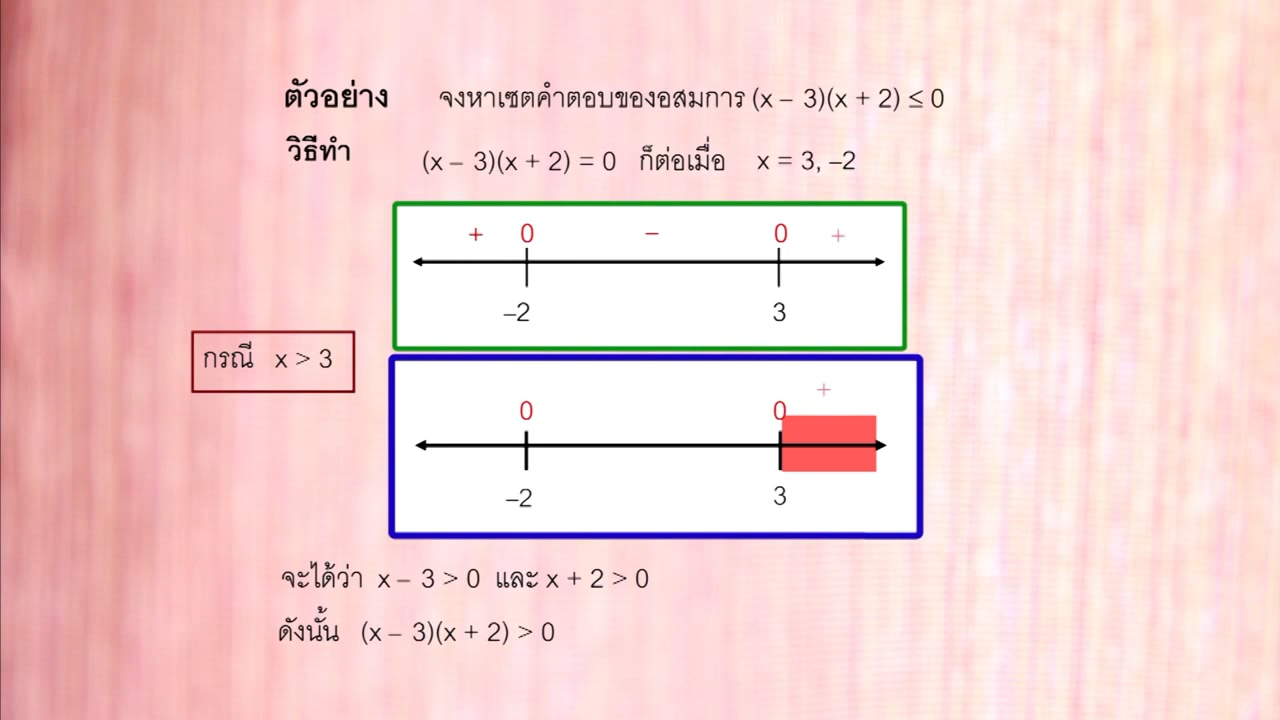 ตัวอย่าง จงหาเซตคำตอบของอสมการ (x – 3)(x + 2) ≤ 0
วิธีทำ (x – 3)(x + 2) = 0 ก็ต่อเมื่อ x = 3, –2
+ 0 – 0 +
–2 3
กรณี x > 3
+
0 0
–2 3
จะได้ว่า x – 3 > 0 และ x + 2 > 0
ดังนั้น (x – 3)(x + 2) > 0